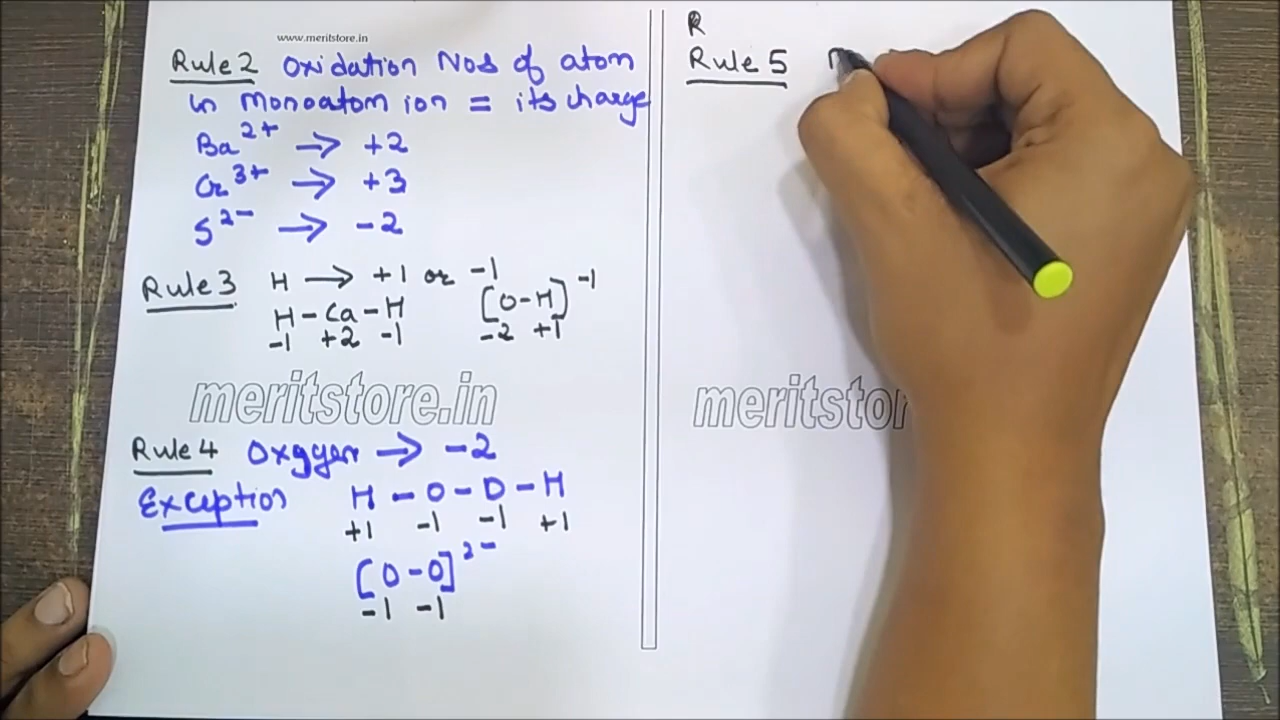 www.meritstore.in
Rule 2 Oxidation Nos of atom
in monoatom ion = its charge
Ba2+ → +2
Cr3+ → +3
S2- → -2
Rule 3 H → +1 or -1
H - Ca - H [O-H]-1
-1 +2 -1 -2 +1
meritstore.in
Rule 4 Oxygen → -2
Exception H - O - O - H
+1 -1 -1 +1
[O-O]2-
-1 -1
R
Rule 5
meritstor